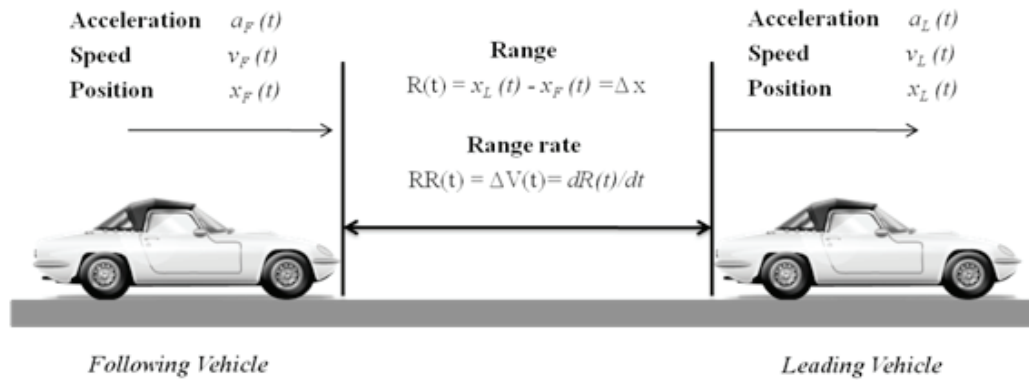 Acceleration a_F (t)
Speed v_F (t)
Position x_F (t)
Range
R(t) = x_L (t) - x_F (t) = Δ x
Range rate
RR(t) = Δ V(t) = dR(t)/dt
Acceleration a_L (t)
Speed v_L (t)
Position x_L (t)
Following Vehicle
Leading Vehicle